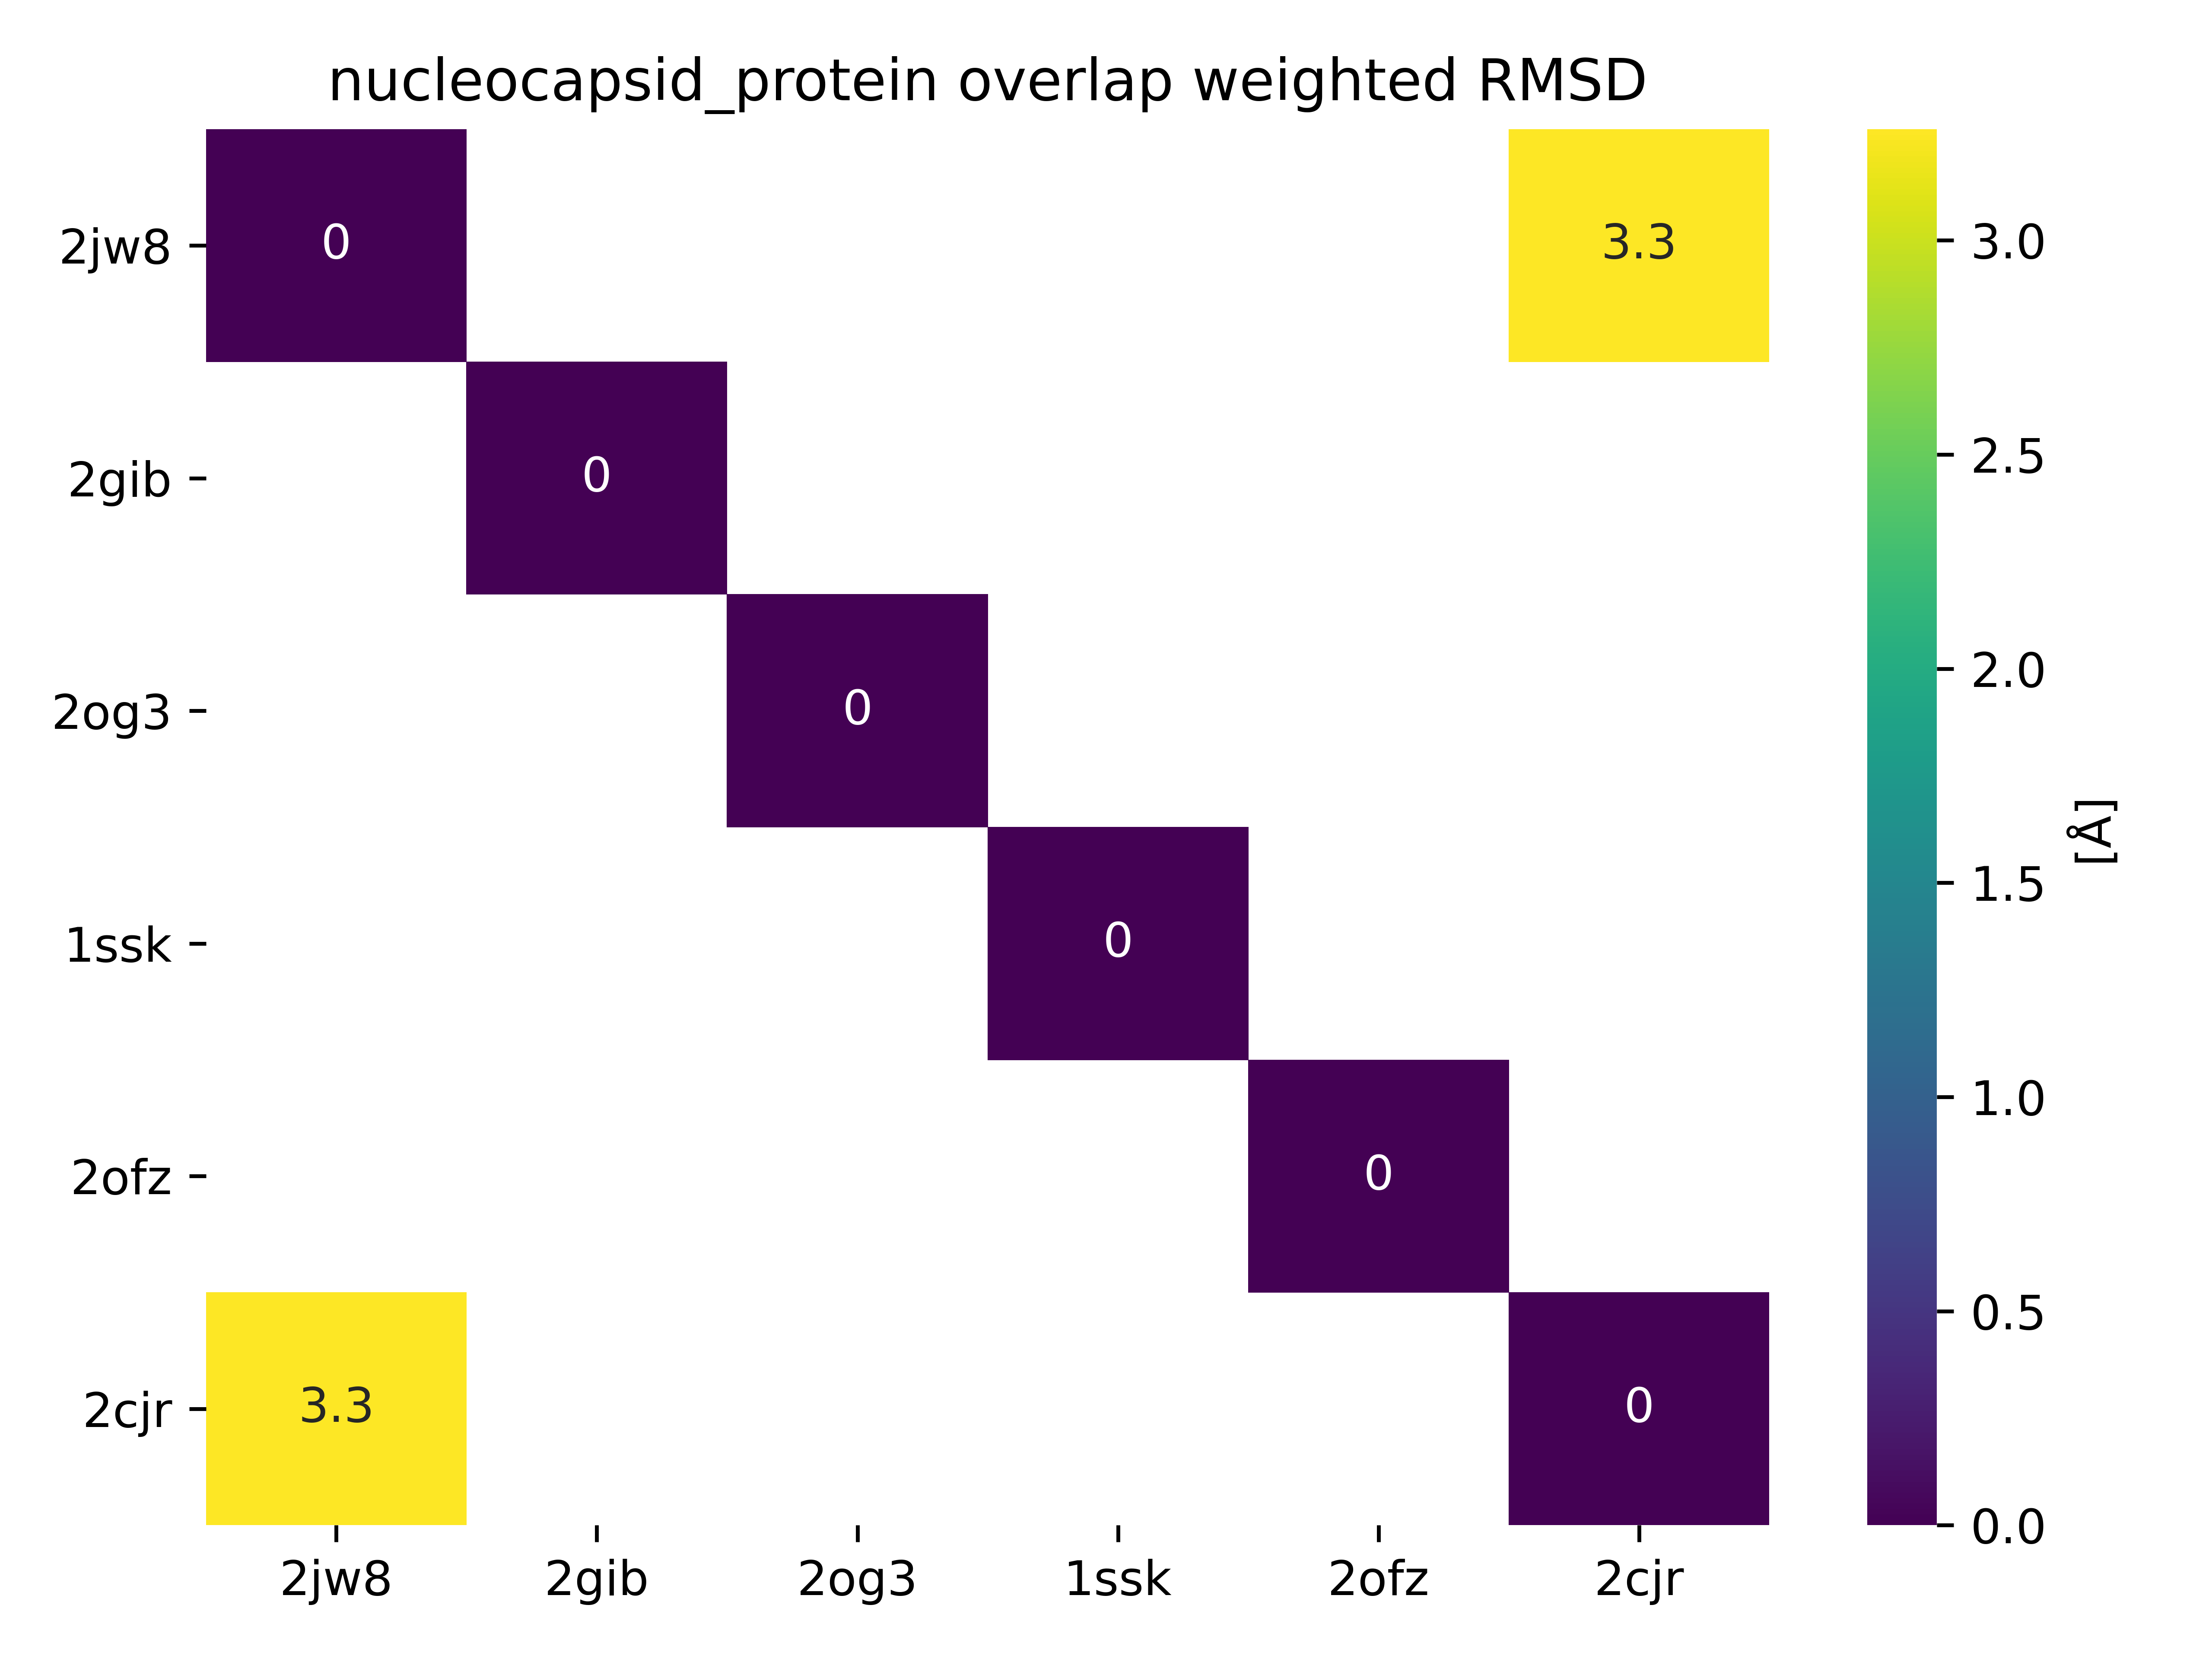 nucleocapsid_protein overlap weighted RMSD
2jw8
0
3.3
3.0
2gib
0
2.5
2og3
0
2.0
[Å]
1.5
1ssk
0
1.0
2ofz
0
0.5
2cjr
3.3
0
0.0
2jw8 2gib 2og3 1ssk 2ofz 2cjr